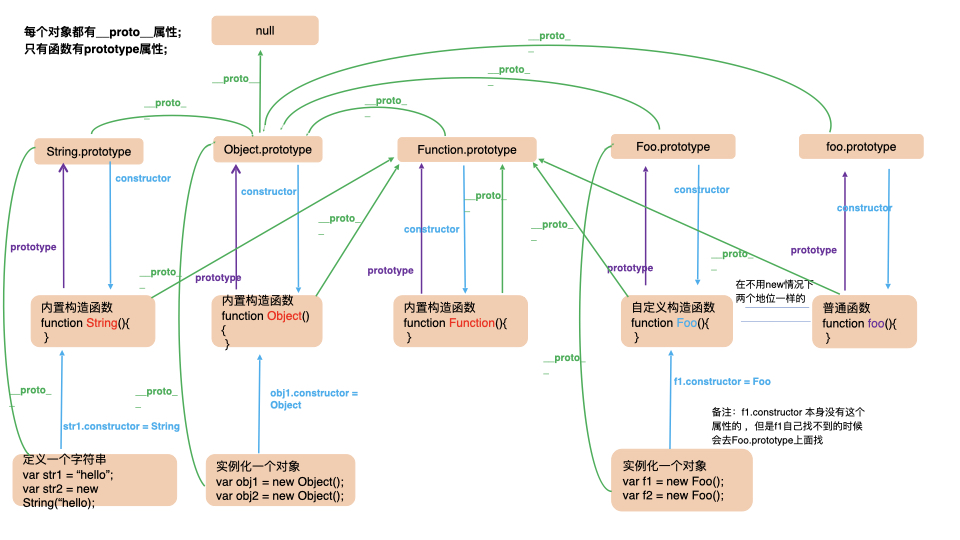 每个对象都有__proto__属性;
只有函数有prototype属性;
null
__proto__
__proto__
__proto__
__proto__
__proto__
String.prototype
Object.prototype
Function.prototype
Foo.prototype
foo.prototype
constructor
constructor
constructor
constructor
constructor
prototype
prototype
prototype
prototype
prototype
__proto__
__proto__
__proto__
__proto__
__proto__
在不用new情况下
两个地位一样的
内置构造函数
function String(){
}
内置构造函数
function Object()
{
}
内置构造函数
function Function(){
}
自定义构造函数
function Foo(){
}
普通函数
function foo(){
}
__proto__
__proto__
__proto__
str1.constructor = String
obj1.constructor =
Object
f1.constructor = Foo
备注：f1.constructor 本身没有这个
属性的 ，但是f1自己找不到的时候
会去Foo.prototype上面找
定义一个字符串
var str1 = “hello”;
var str2 = new
String(“hello);
实例化一个对象
var obj1 = new Object();
var obj2 = new Object();
实例化一个对象
var f1 = new Foo();
var f2 = new Foo();